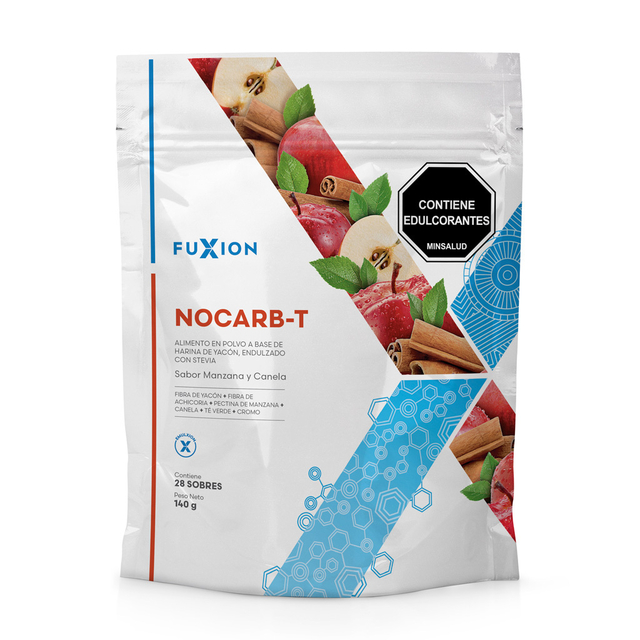 CONTIENE
EDULCORANTES
MINSALUD
FUXION
NOCARB-T
ALIMENTO EN POLVO A BASE DE
HARINA DE YACÓN, ENDULZADO
CON STEVIA
Sabor Manzana y Canela
FIBRA DE YACÓN + FIBRA DE
ACHICORIA + PECTINA DE MANZANA +
CANELA + TÉ VERDE + CROMO
Contiene
28 SOBRES
Peso Neto
140 g